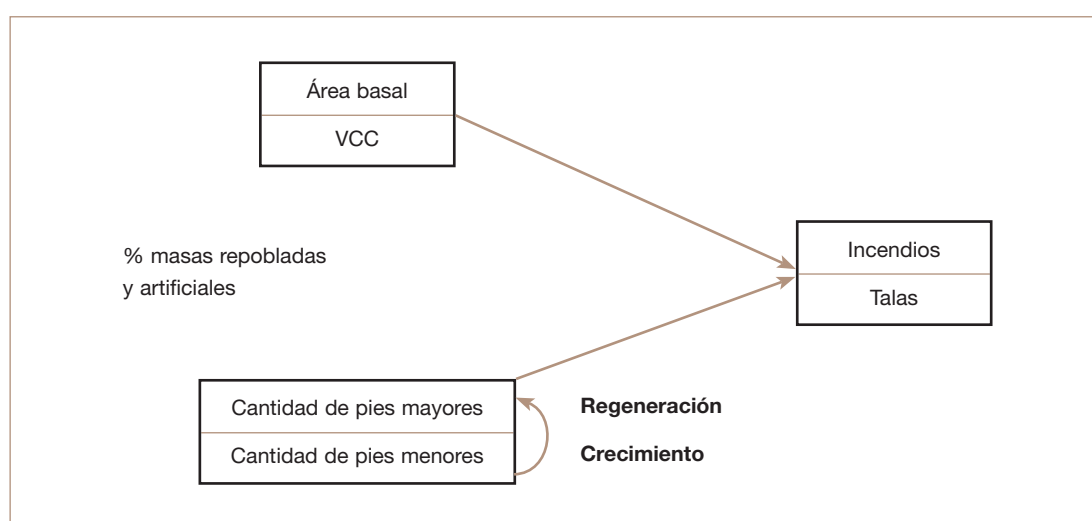 Área basal
VCC
% masas repobladas
y artificiales
Incendios
Talas
Cantidad de pies mayores
Cantidad de pies menores
Regeneración
Crecimiento